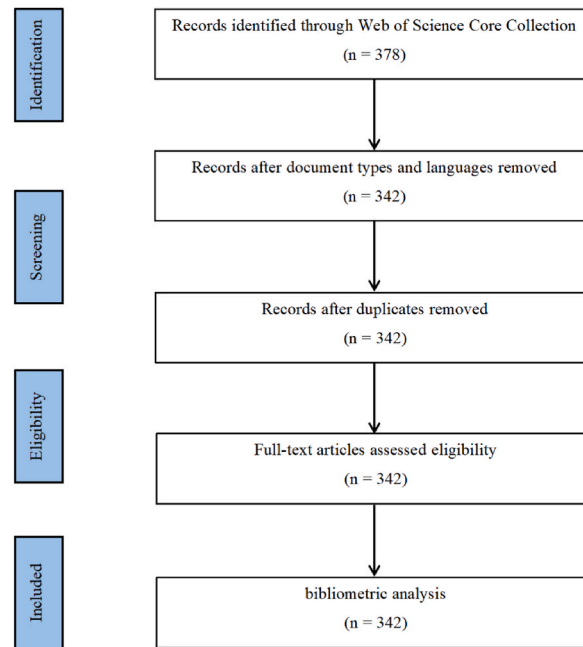 Identification
Records identified through Web of Science Core Collection
(n = 378)
Records after document types and languages removed
(n = 342)
Screening
Records after duplicates removed
(n = 342)
Eligibility
Full-text articles assessed eligibility
(n = 342)
Included
bibliometric analysis
(n = 342)